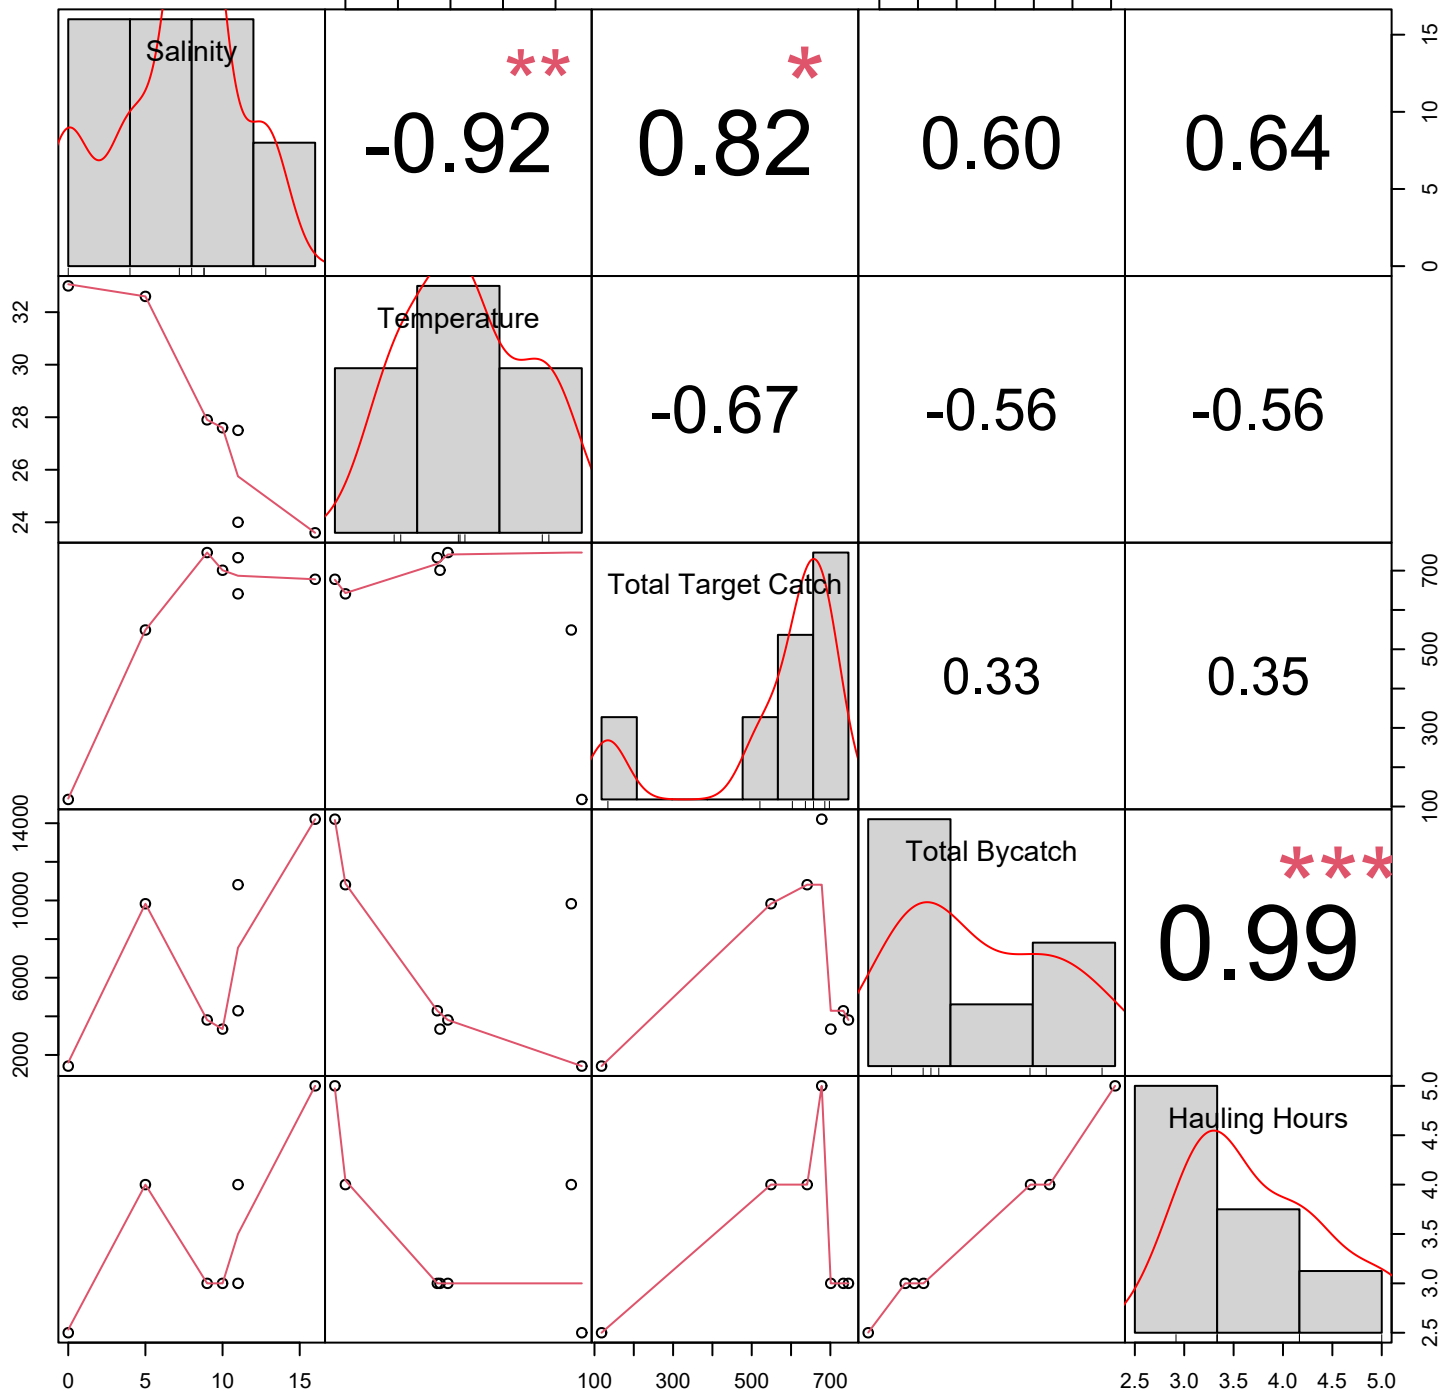 Salinity
**
-0.92
*
0.82
0.60
0.64
0 5 10 15
24 26 28 30 32
Temperature
-0.67
-0.56
-0.56
Total Target Catch
0.33
0.35
100 300 500 700
2000 6000 10000 14000
Total Bycatch
***
0.99
Hauling Hours
2.5 3.0 3.5 4.0 4.5 5.0
0 5 10 15
100 300 500 700
2.5 3.0 3.5 4.0 4.5 5.0